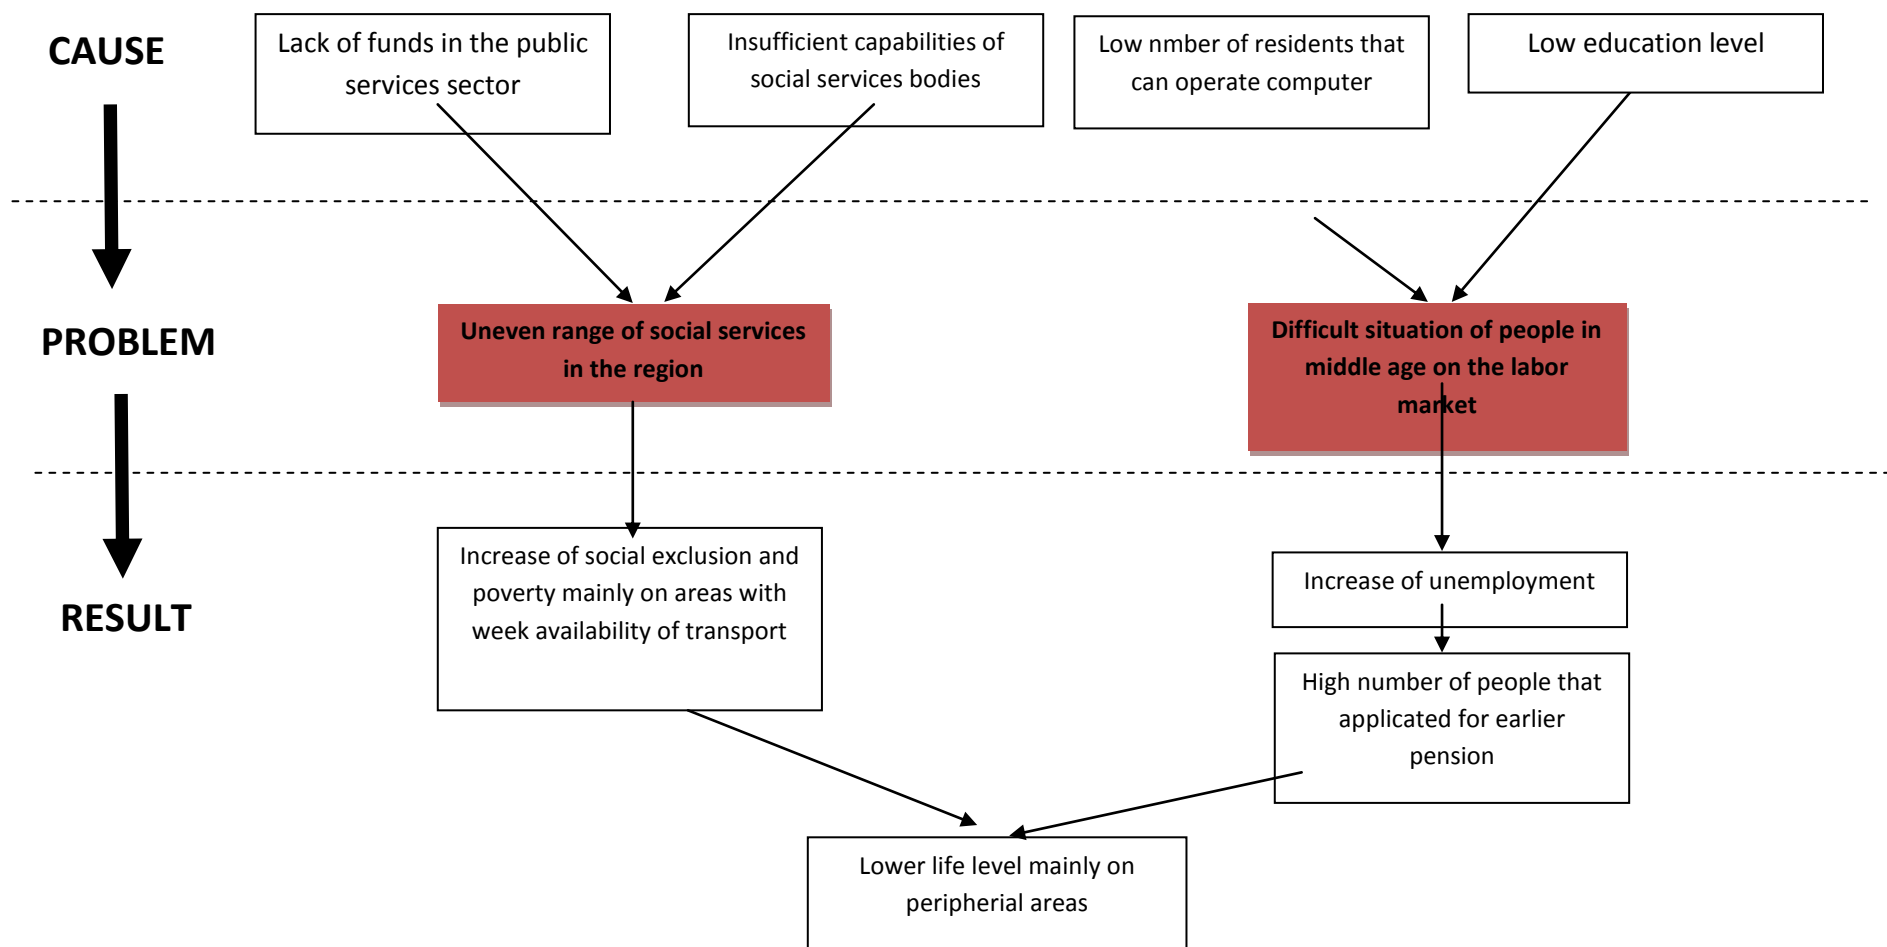 CAUSE
Lack of funds in the public
services sector
Insufficient capabilities of
social services bodies
Low nmber of residents that
can operate computer
Low education level
PROBLEM
Uneven range of social services
in the region
Difficult situation of people in
middle age on the labor
market
RESULT
Increase of social exclusion and
poverty mainly on areas with
week availability of transport
Increase of unemployment
High number of people that
applicated for earlier
pension
Lower life level mainly on
peripherial areas